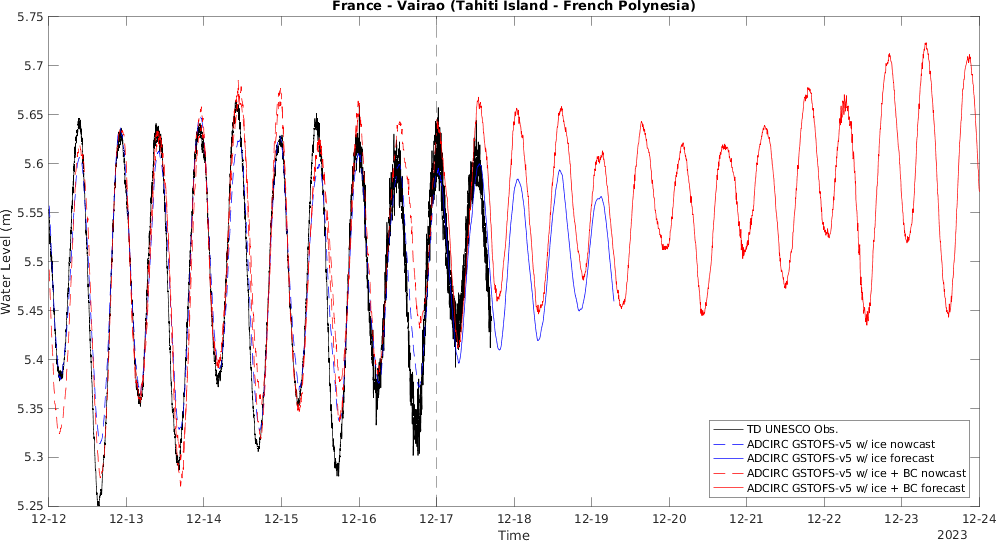 France - Vairao (Tahiti Island - French Polynesia)
5.75
5.7
5.65
5.6
5.55
5.5
5.45
5.4
5.35
5.3
5.25
Water Level (m)
TD UNESCO Obs.
ADCIRC GSTOFS-v5 w/ ice nowcast
ADCIRC GSTOFS-v5 w/ ice forecast
ADCIRC GSTOFS-v5 w/ ice + BC nowcast
ADCIRC GSTOFS-v5 w/ ice + BC forecast
12-12 12-13 12-14 12-15 12-16 12-17 12-18 12-19 12-20 12-21 12-22 12-23 12-24
Time
2023